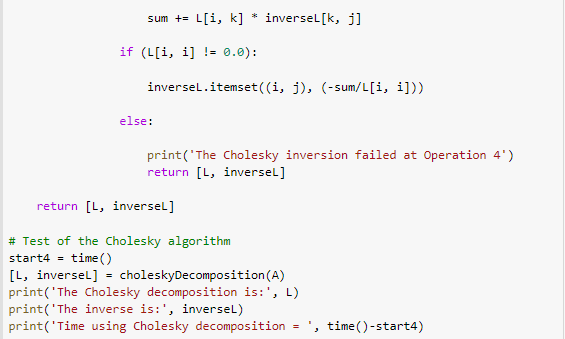 sum += L[i, k] * inverseL[k, j]
if (L[i, i] != 0.0):
inverseL.itemset((i, j), (-sum/L[i, i]))
else:
print('The Cholesky inversion failed at Operation 4')
return [L, inverseL]
return [L, inverseL]
# Test of the Cholesky algorithm
start4 = time()
[L, inverseL] = choleskyDecomposition(A)
print('The Cholesky decomposition is:', L)
print('The inverse is:', inverseL)
print('Time using Cholesky decomposition = ', time()-start4)